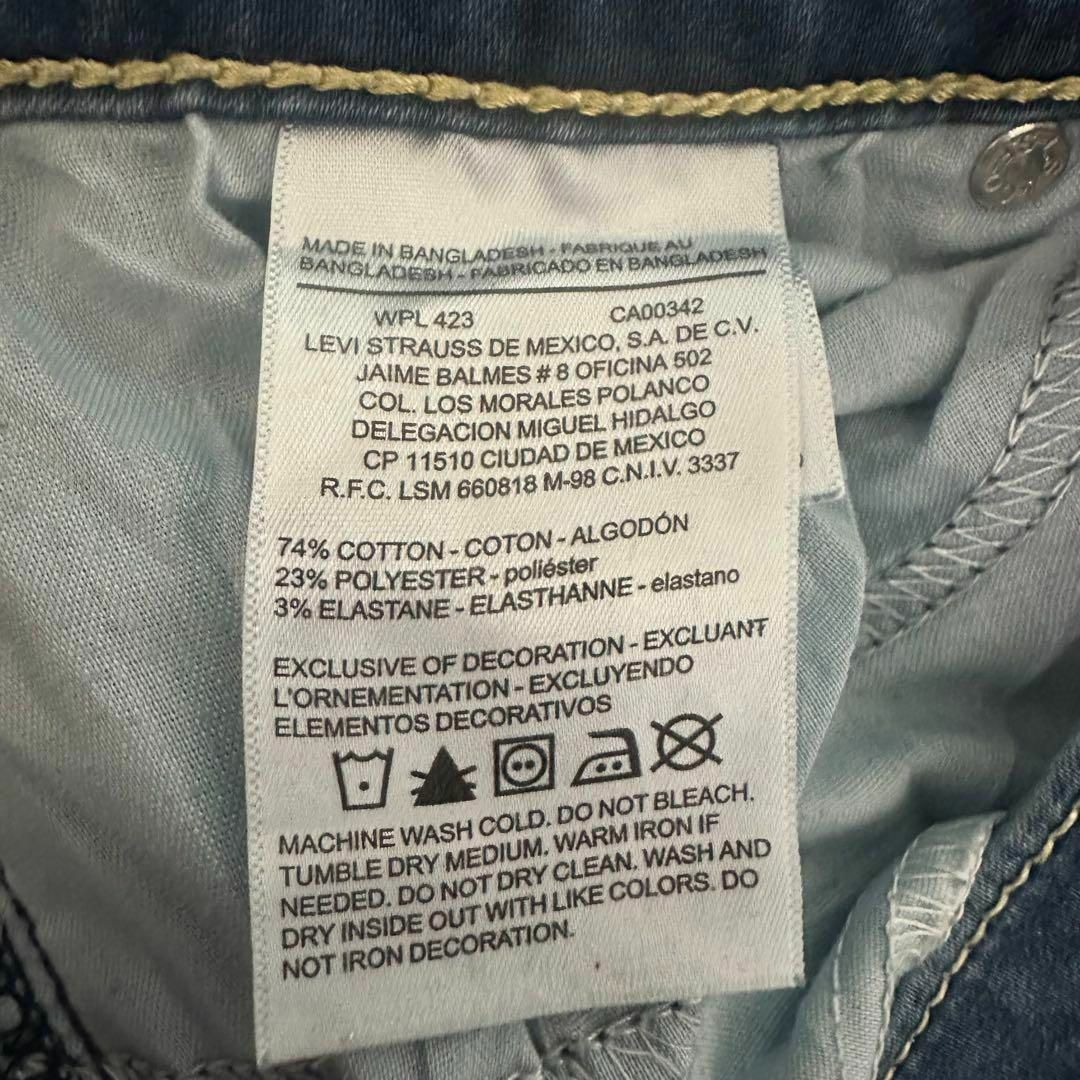 MADE IN BANGLADESH - FABRIQUE AU
BANGLADESH - FABRICADO EN BANGLADESH
WPL 423 CA00342
LEVI STRAUSS DE MEXICO, S.A. DE C.V.
JAIME BALMES # 8 OFICINA 502
COL. LOS MORALES POLANCO
DELEGACION MIGUEL HIDALGO
CP 11510 CIUDAD DE MEXICO
R.F.C. LSM 660818 M-98 C.N.I.V. 3337
74% COTTON - COTON - ALGODÓN
23% POLYESTER - poliéster
3% ELASTANE - ELASTHANNE - elastano
EXCLUSIVE OF DECORATION - EXCLUANT
L'ORNEMENTATION - EXCLUYENDO
ELEMENTOS DECORATIVOS
MACHINE WASH COLD. DO NOT BLEACH.
TUMBLE DRY MEDIUM. WARM IRON IF
NEEDED. DO NOT DRY CLEAN. WASH AND
DRY INSIDE OUT WITH LIKE COLORS. DO
NOT IRON DECORATION.